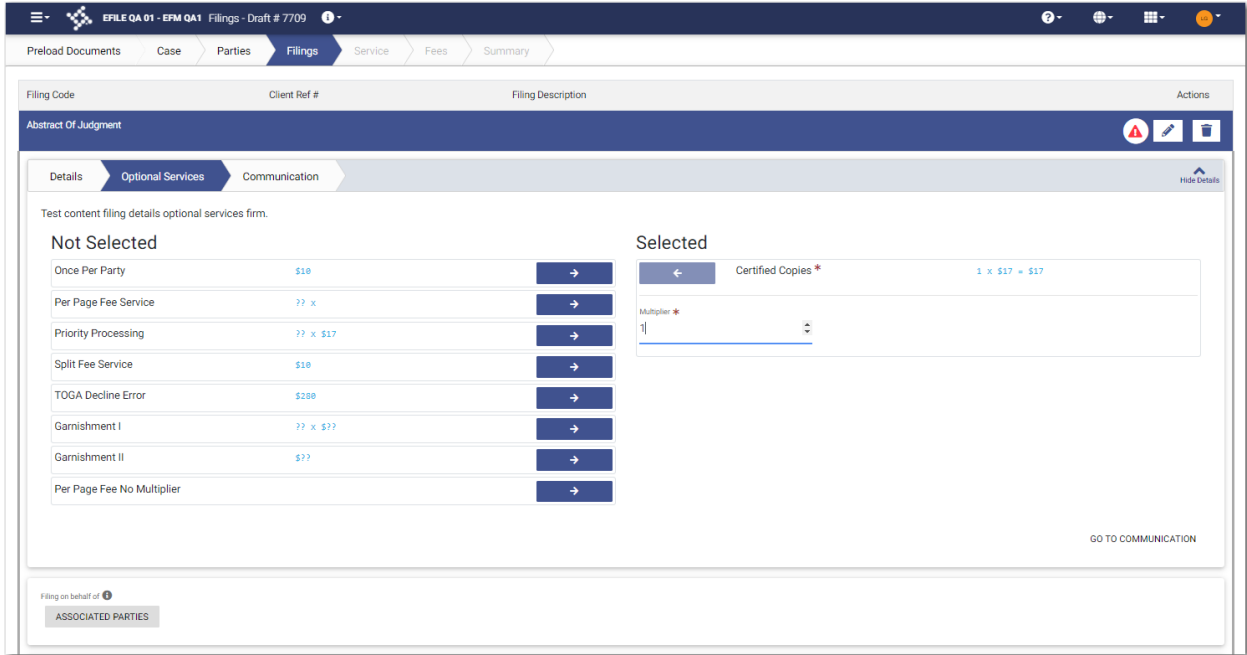 EFILE QA 01 - EFM QA1 Filings - Draft # 7709
Preload Documents Case Parties Filings Service Fees Summary
Filing Code Client Ref # Filing Description Actions
Abstract Of Judgment
Details Optional Services Communication
Hide Details
Test content filing details optional services firm.
Not Selected
Once Per Party $10
Per Page Fee Service ?? x
Priority Processing ?? x $17
Split Fee Service $10
TOGA Decline Error $280
Garnishment I ?? x $??
Garnishment II $??
Per Page Fee No Multiplier
Selected
Certified Copies * 1 x $17 = $17
Multiplier *
1
GO TO COMMUNICATION
Filing on behalf of
ASSOCIATED PARTIES